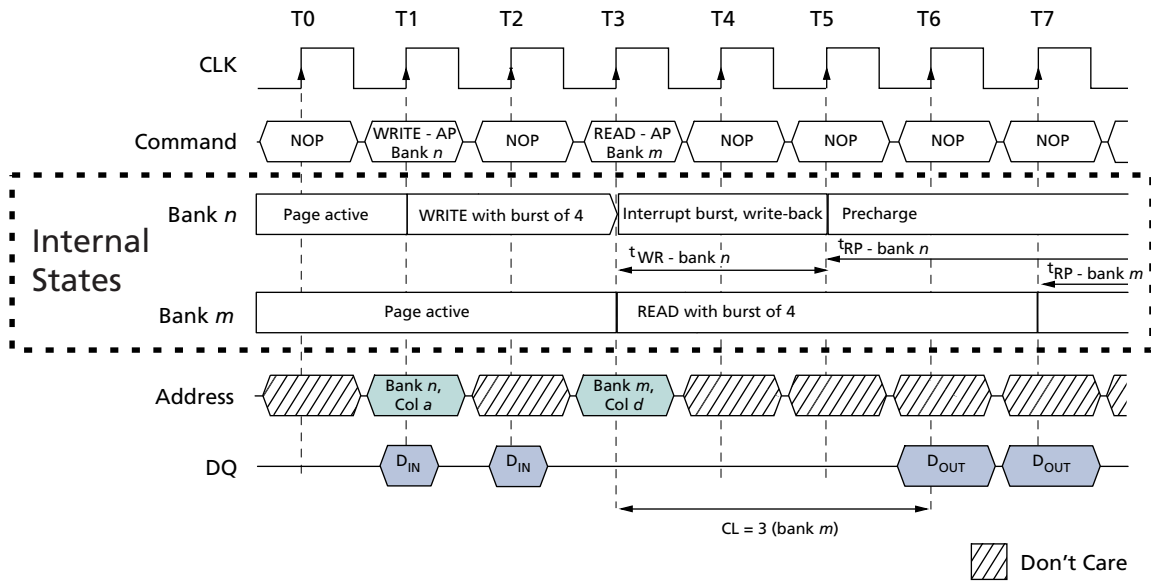 T0 T1 T2 T3 T4 T5 T6 T7
CLK
Command NOP WRITE - AP NOP READ - AP NOP NOP NOP NOP
Bank n Bank m
Bank n Page active WRITE with burst of 4 Interrupt burst, write-back Precharge
Internal
States
tWR - bank n tRP - bank n
tRP - bank m
Bank m Page active READ with burst of 4
Address Bank n, Bank m,
Col a Col d
DQ DIN DIN DOUT DOUT
CL = 3 (bank m)
Don't Care